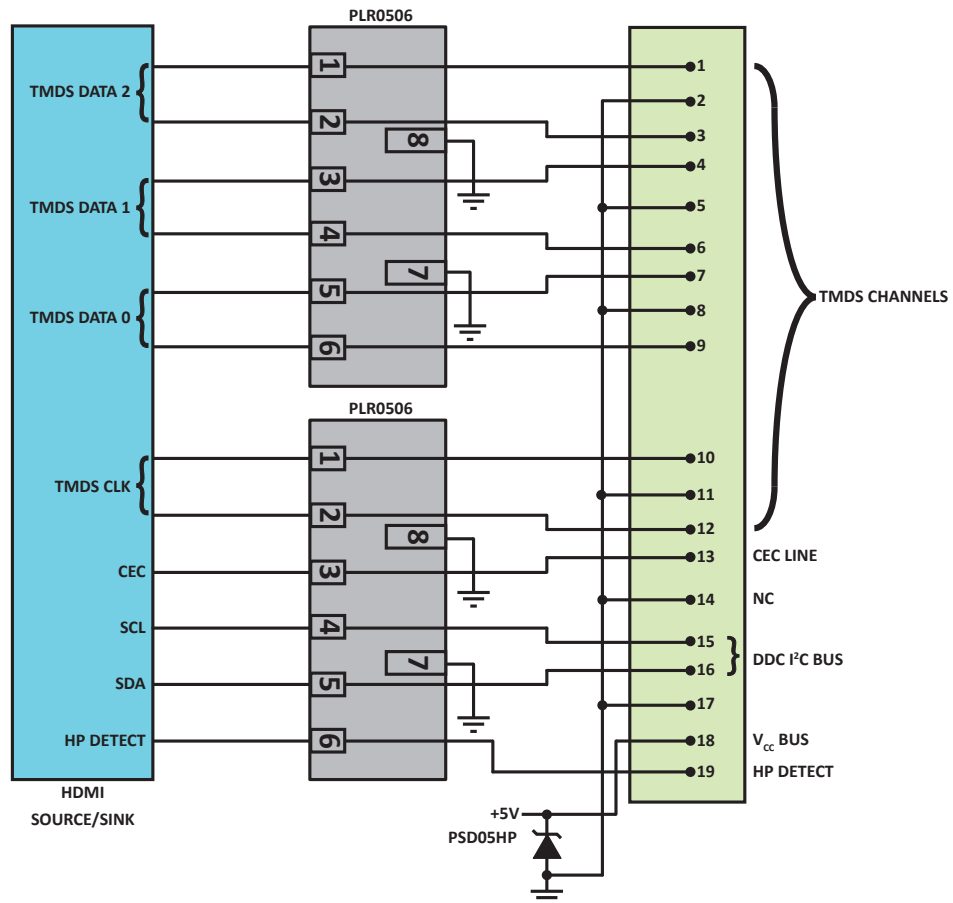 PLR0506
TMDS DATA 2
TMDS DATA 1
TMDS DATA 0
1
2
8
3
4
7
5
6
PLR0506
TMDS CLK
CEC
SCL
SDA
HP DETECT
1
2
8
3
4
7
5
6
HDMI
SOURCE/SINK
1
2
3
4
5
6
7
8
9
10
11
12
13
14
15
16
17
18
19
TMDS CHANNELS
CEC LINE
NC
DDC I²C BUS
Vcc BUS
HP DETECT
+5V
PSD05HP